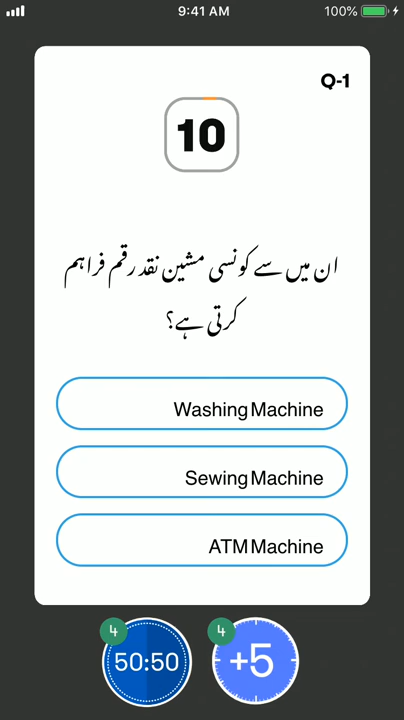 9:41 AM
100%
Q-1
10
ان میں سے کونسی مشین نقد رقم فراہم
کرتی ہے؟
Washing Machine
Sewing Machine
ATM Machine
4
4
50:50
+5